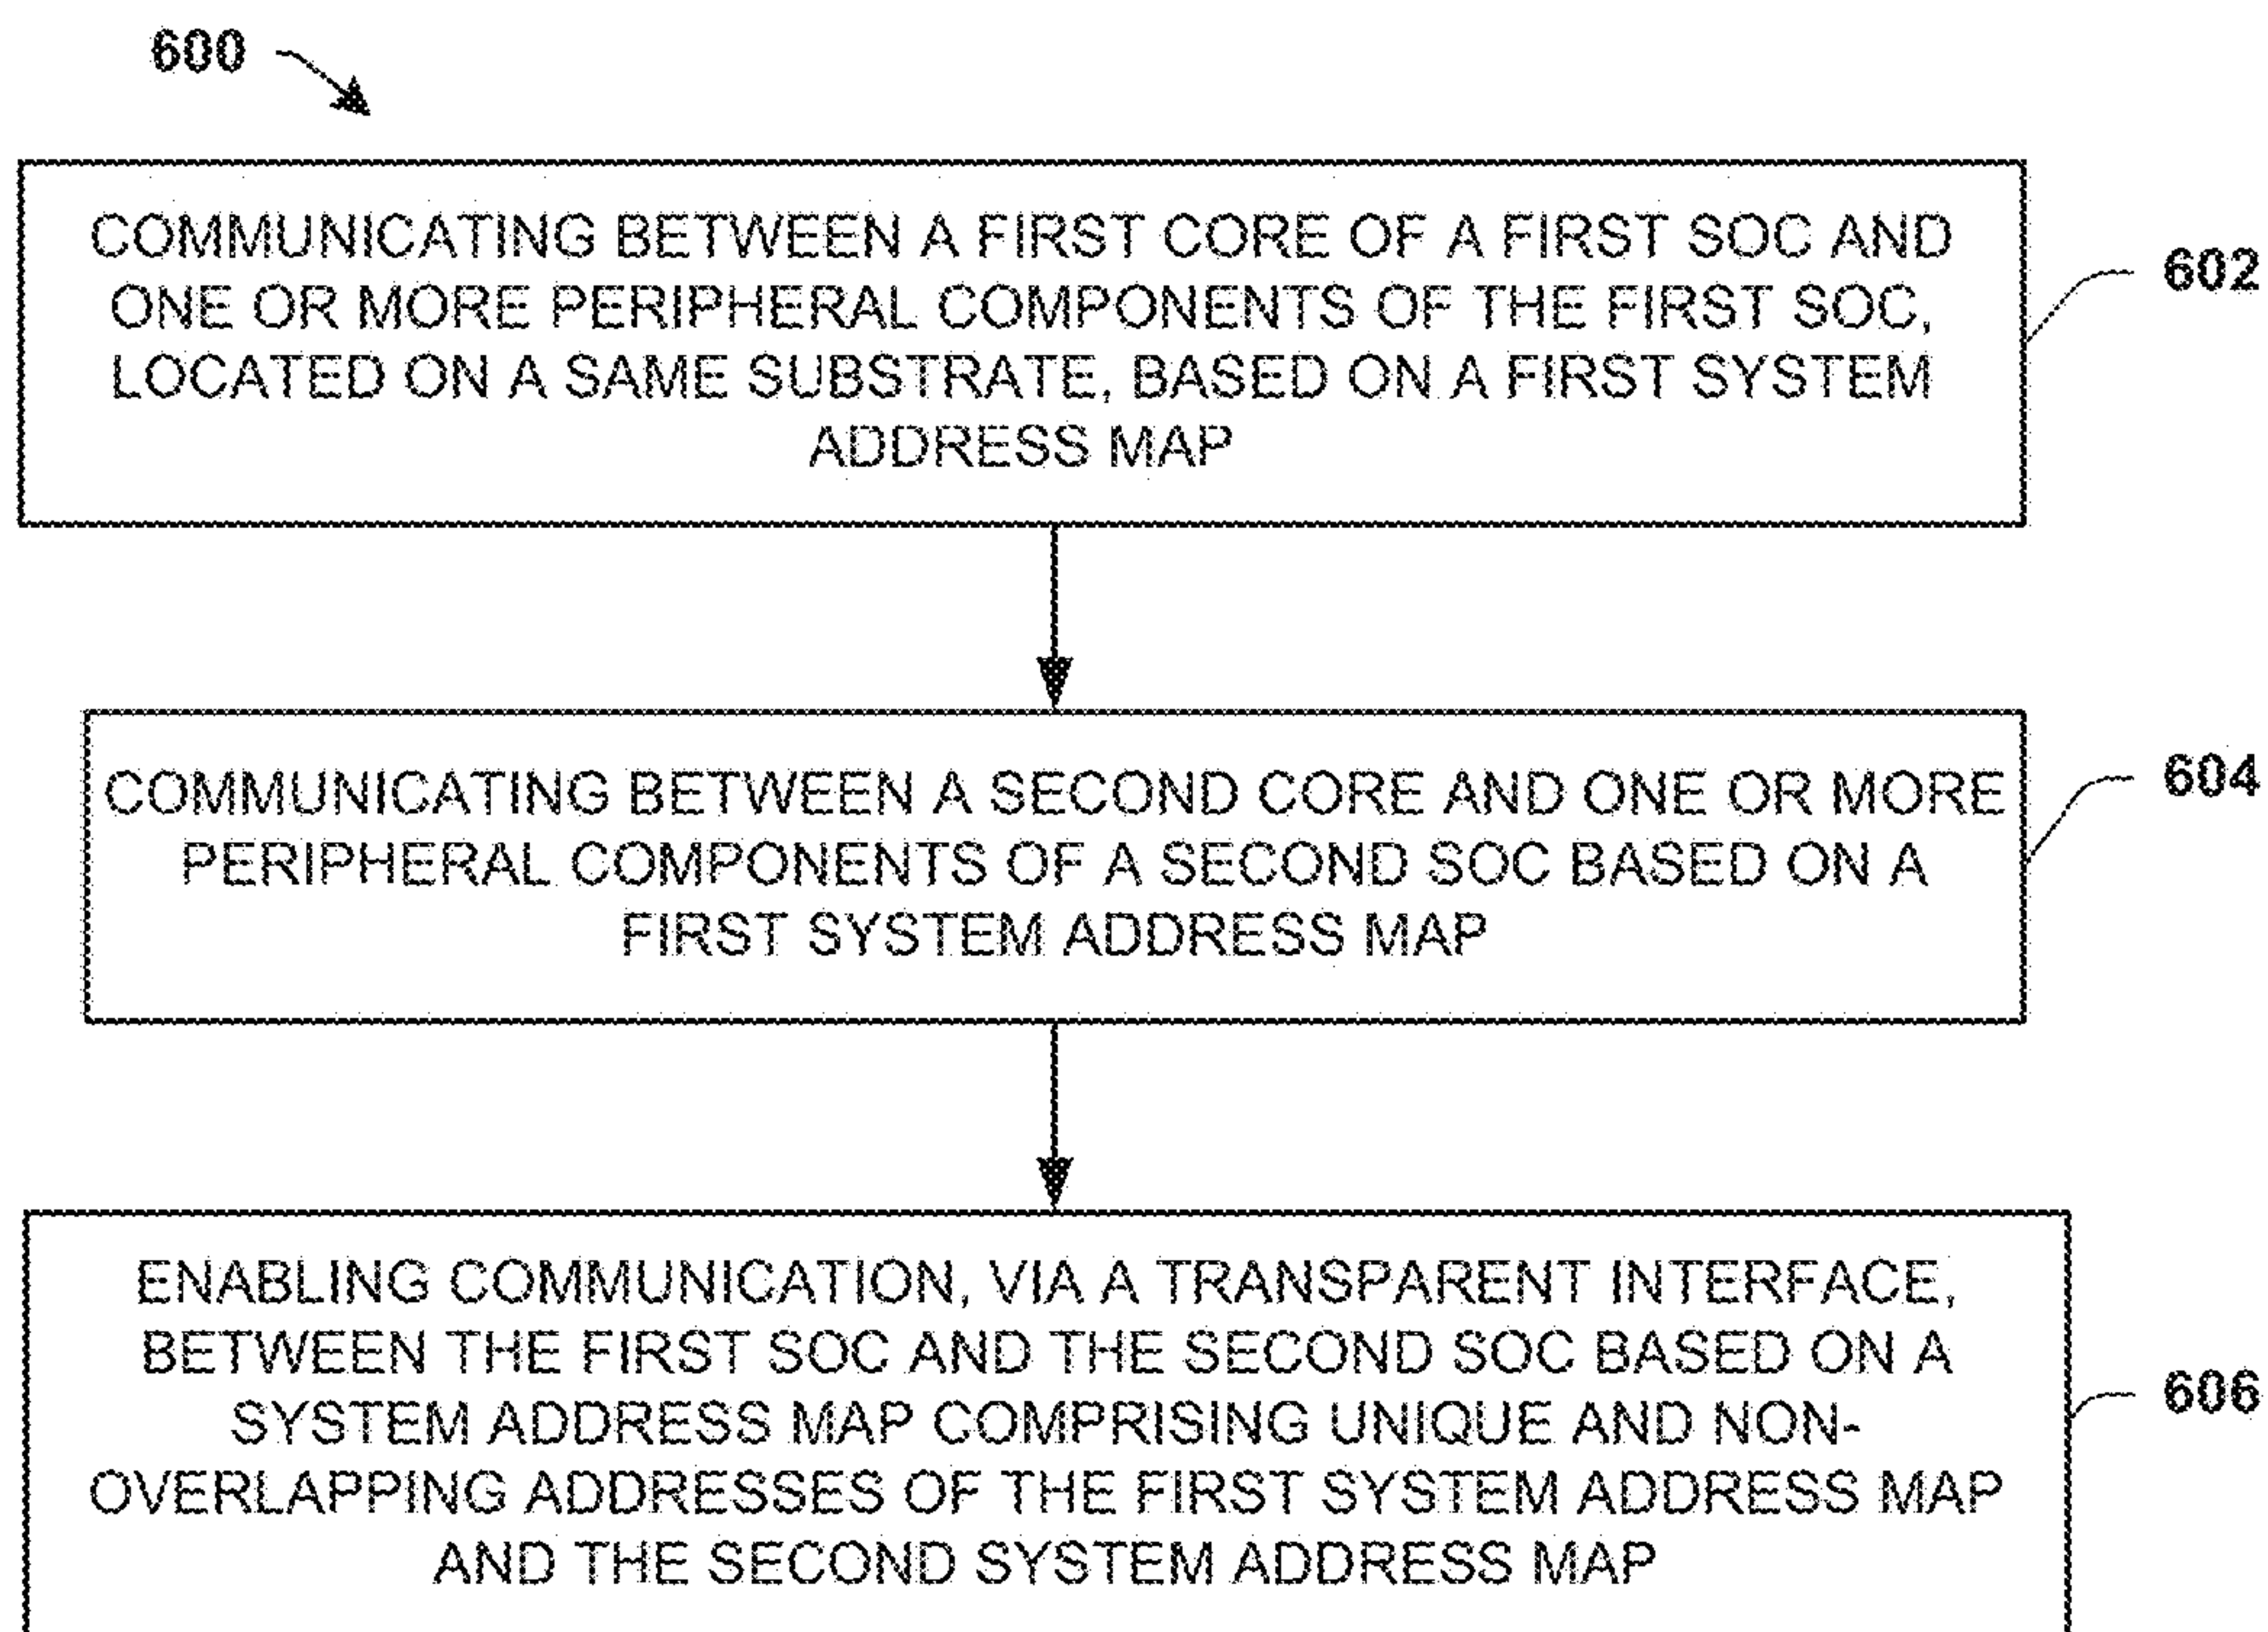 600
COMMUNICATING BETWEEN A FIRST CORE OF A FIRST SOC AND
ONE OR MORE PERIPHERAL COMPONENTS OF THE FIRST SOC,
LOCATED ON A SAME SUBSTRATE, BASED ON A FIRST SYSTEM
ADDRESS MAP
602
COMMUNICATING BETWEEN A SECOND CORE AND ONE OR MORE
PERIPHERAL COMPONENTS OF A SECOND SOC BASED ON A
FIRST SYSTEM ADDRESS MAP
604
ENABLING COMMUNICATION, VIA A TRANSPARENT INTERFACE,
BETWEEN THE FIRST SOC AND THE SECOND SOC BASED ON A
SYSTEM ADDRESS MAP COMPRISING UNIQUE AND NON-
OVERLAPPING ADDRESSES OF THE FIRST SYSTEM ADDRESS MAP
AND THE SECOND SYSTEM ADDRESS MAP
606